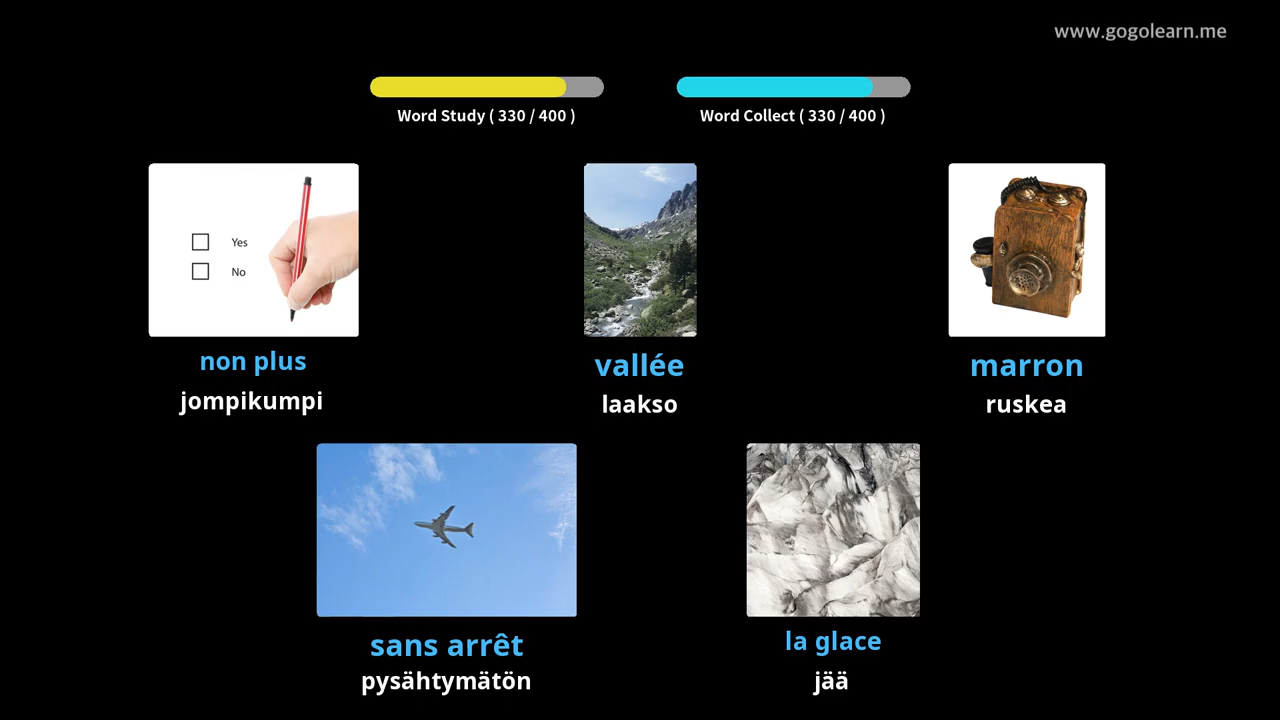 www.gogolearn.me
Word Study ( 330 / 400 )
Word Collect ( 330 / 400 )
Yes
No
non plus
jompikumpi
vallée
laakso
marron
ruskea
sans arrêt
pysähtymätön
la glace
jää